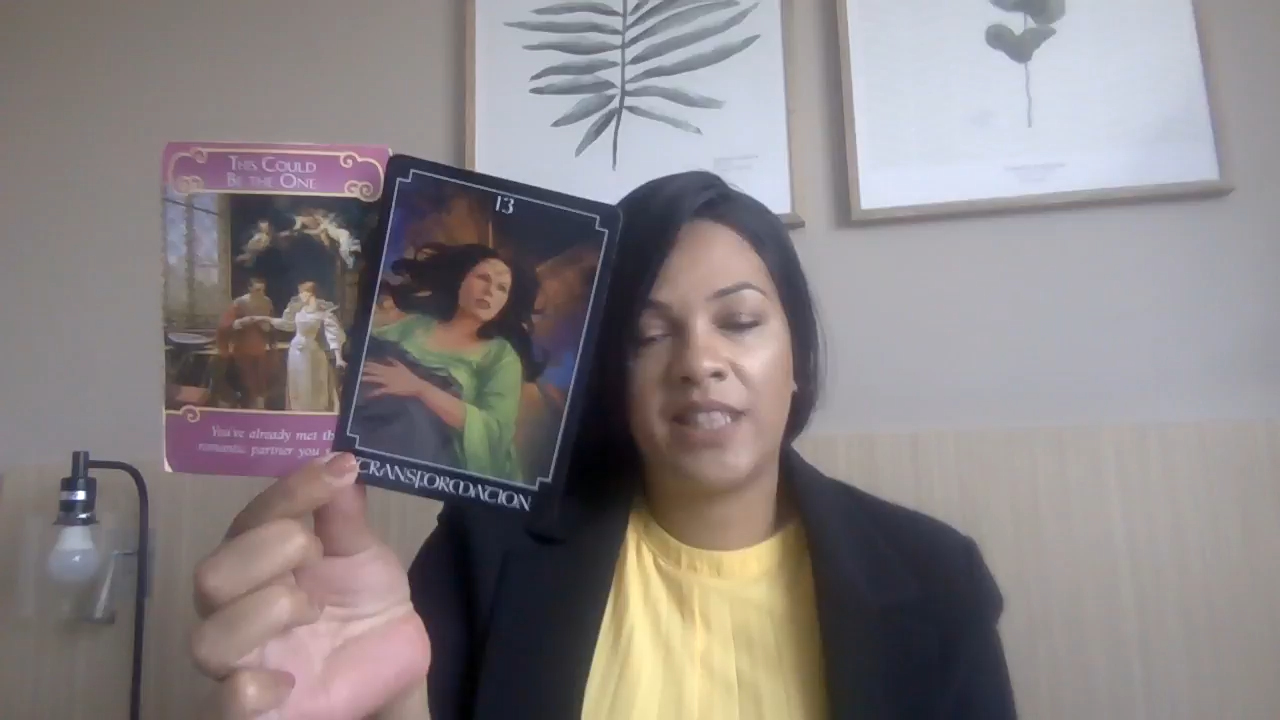 THIS COULD
BE THE ONE
You've already met th
romantic partner you
13
TRANSFORMATION